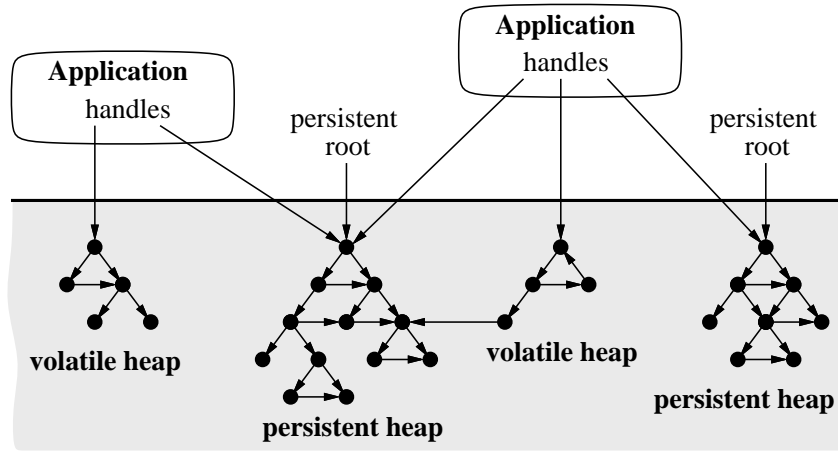 Application
handles
Application
handles
persistent
root
persistent
root
volatile heap
persistent heap
volatile heap
persistent heap